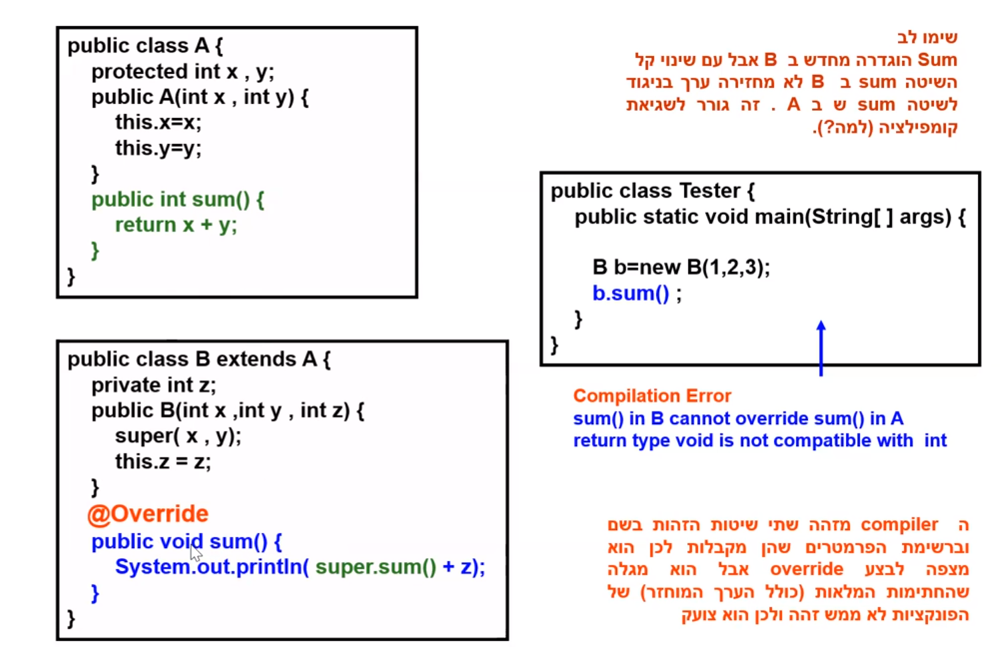 public class A {
protected int x , y;
public A(int x , int y) {
this.x=x;
this.y=y;
}
public int sum() {
return x + y;
}
}
public class B extends A {
private int z;
public B(int x ,int y , int z) {
super( x , y);
this.z = z;
}
@Override
public void sum() {
System.out.println( super.sum() + z);
}
}
שימו לב
Sum הוגדרה מחדש ב B אבל עם שינוי קל
השיטה sum ב B לא מחזירה ערך בניגוד
לשיטה sum ש ב A . זה גורר לשגיאת
קומפילציה (למה?).
public class Tester {
public static void main(String[ ] args) {
B b=new B(1,2,3);
b.sum() ;
}
}
Compilation Error
sum() in B cannot override sum() in A
return type void is not compatible with int
ה compiler מזהה שתי שיטות הזהות בשם
וברשימת הפרמטרים שהן מקבלות לכן הוא
מצפה לבצע override אבל הוא מגלה
שהחתימות המלאות (כולל הערך המוחזר) של
הפונקציות לא ממש זהה ולכן הוא צועק